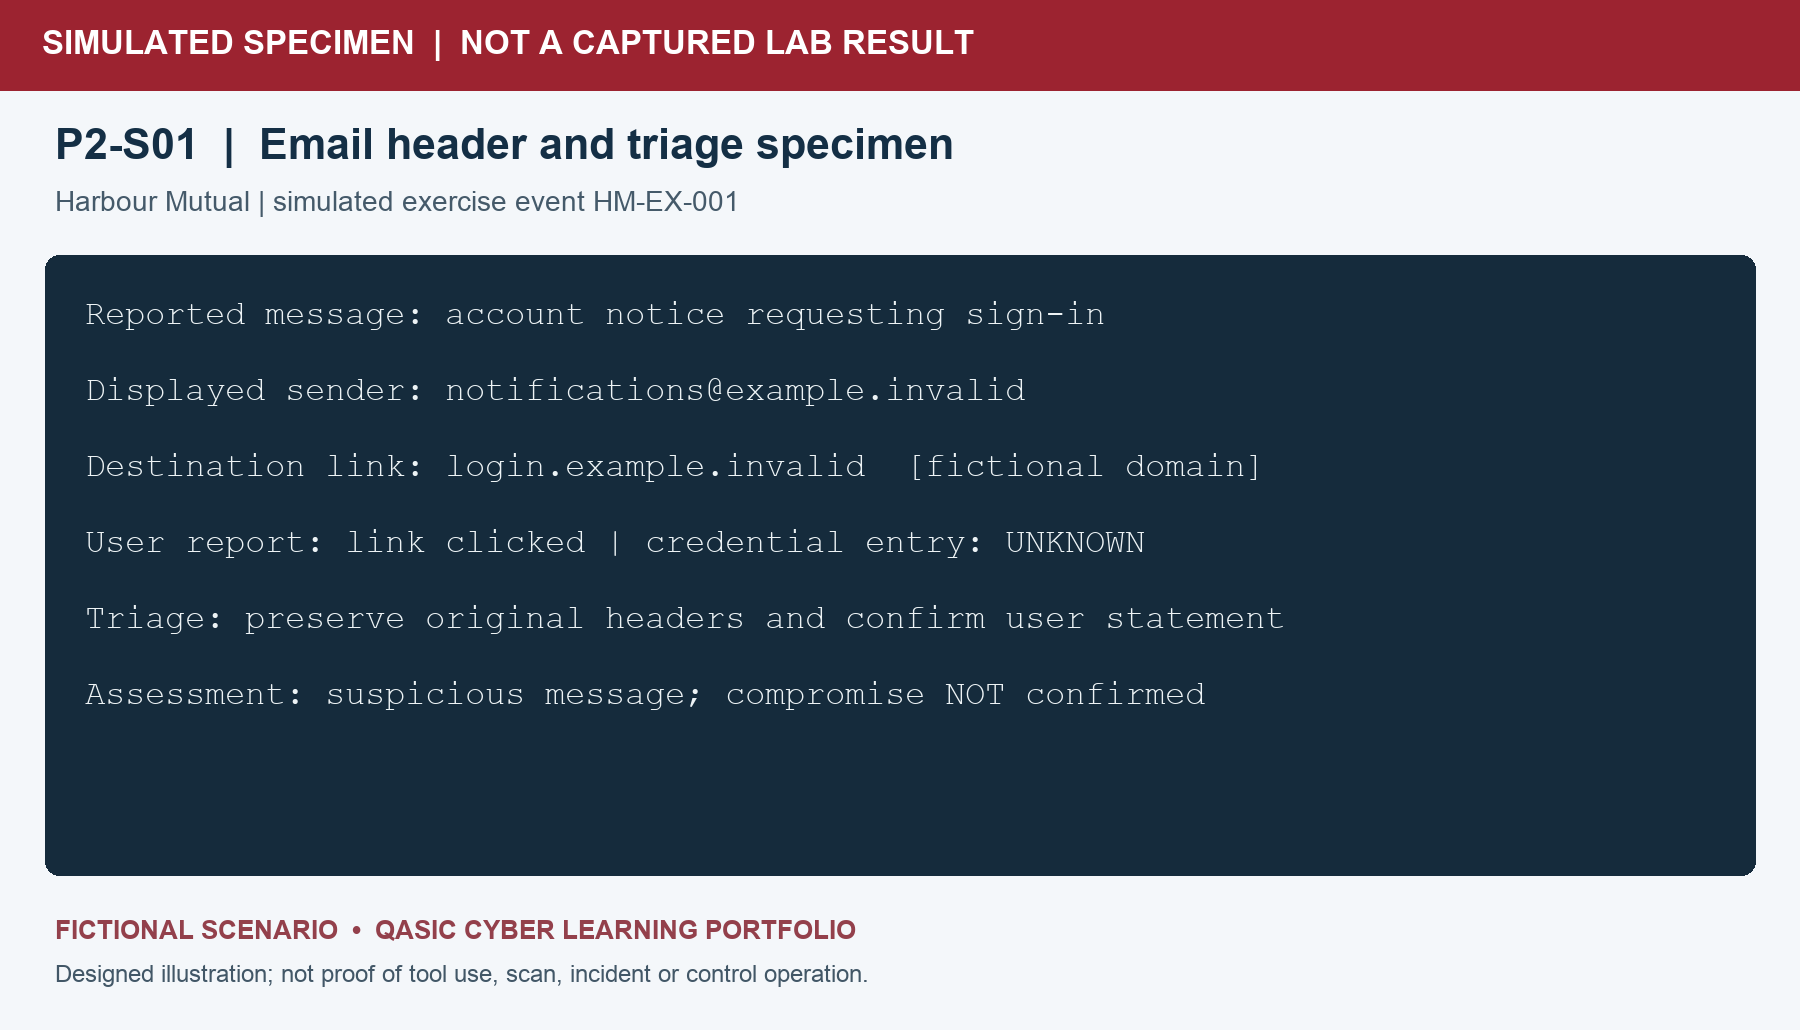 SIMULATED SPECIMEN | NOT A CAPTURED LAB RESULT
P2-S01 | Email header and triage specimen
Harbour Mutual | simulated exercise event HM-EX-001
Reported message: account notice requesting sign-in
Displayed sender: notifications@example.invalid
Destination link: login.example.invalid  [fictional domain]
User report: link clicked | credential entry: UNKNOWN
Triage: preserve original headers and confirm user statement
Assessment: suspicious message; compromise NOT confirmed
FICTIONAL SCENARIO • QASIC CYBER LEARNING PORTFOLIO
Designed illustration; not proof of tool use, scan, incident or control operation.